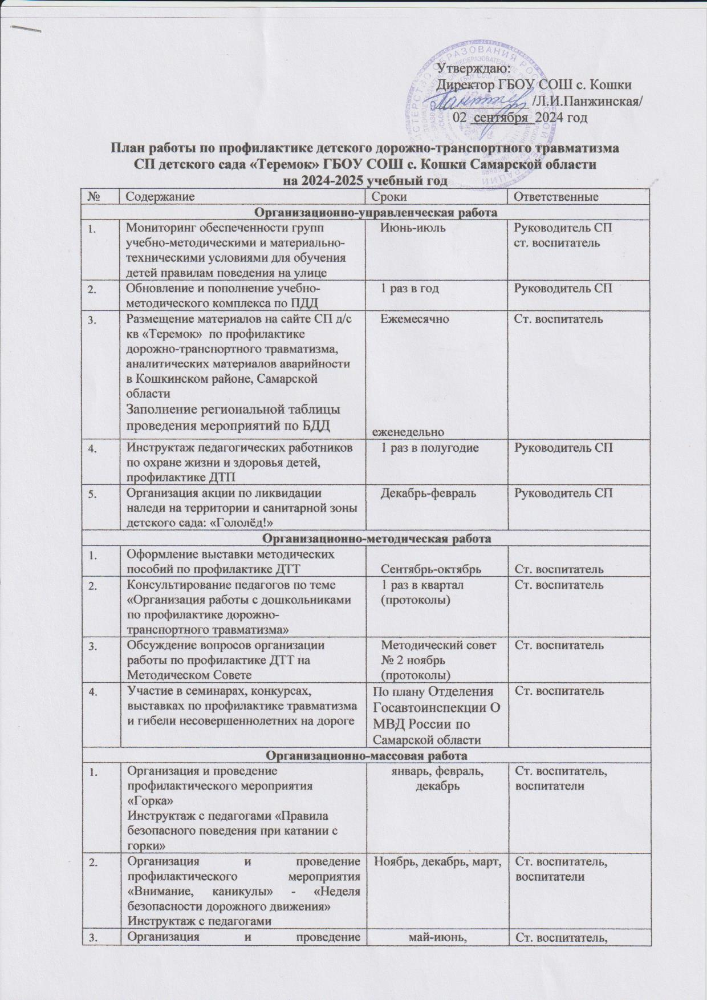 Утверждаю:
Директор ГБОУ СОШ с. Кошки
/Л.И.Панжинская/
02 сентября 2024 год
План работы по профилактике детского дорожно-транспортного травматизма
СП детского сада «Теремок» ГБОУ СОШ с. Кошки Самарской области
на 2024-2025 учебный год
№ Содержание Сроки Ответственные
Организационно-управленческая работа
1. Мониторинг обеспеченности групп Июнь-июль Руководитель СП
учебно-методическими и материально- ст. воспитатель
техническими условиями для обучения
детей правилам поведения на улице
2. Обновление и пополнение учебно- 1 раз в год Руководитель СП
методического комплекса по ПДД
3. Размещение материалов на сайте СП д/с Ежемесячно Ст. воспитатель
кв «Теремок» по профилактике
дорожно-транспортного травматизма,
аналитических материалов аварийности
в Кошкинском районе, Самарской
области
Заполнение региональной таблицы
проведения мероприятий по БДД
еженедельно
4. Инструктаж педагогических работников 1 раз в полугодие Руководитель СП
по охране жизни и здоровья детей,
профилактике ДТП
5. Организация акции по ликвидации Декабрь-февраль Руководитель СП
наледи на территории и санитарной зоны
детского сада: «Гололёд!»
Организационно-методическая работа
1. Оформление выставки методических
пособий по профилактике ДТТ Сентябрь-октябрь Ст. воспитатель
2. Консультирование педагогов по теме 1 раз в квартал Ст. воспитатель
«Организация работы с дошкольниками (протоколы)
по профилактике дорожно-
транспортного травматизма»
3. Обсуждение вопросов организации Методический совет Ст. воспитатель
работы по профилактике ДТТ на № 2 ноябрь
Методическом Совете (протоколы)
4. Участие в семинарах, конкурсах, По плану Отделения Ст. воспитатель
выставках по профилактике травматизма Госавтоинспекции О
и гибели несовершеннолетних на дороге МВД России по
Самарской области
Организационно-массовая работа
1. Организация и проведение январь, февраль, Ст. воспитатель,
профилактического мероприятия декабрь воспитатели
«Горка»
Инструктаж с педагогами «Правила
безопасного поведения при катании с
горки»
2. Организация и проведение Ноябрь, декабрь, март, Ст. воспитатель,
профилактического мероприятия воспитатели
«Внимание, каникулы» - «Неделя
безопасности дорожного движения»
Инструктаж с педагогами
3. Организация и проведение май-июнь, Ст. воспитатель,